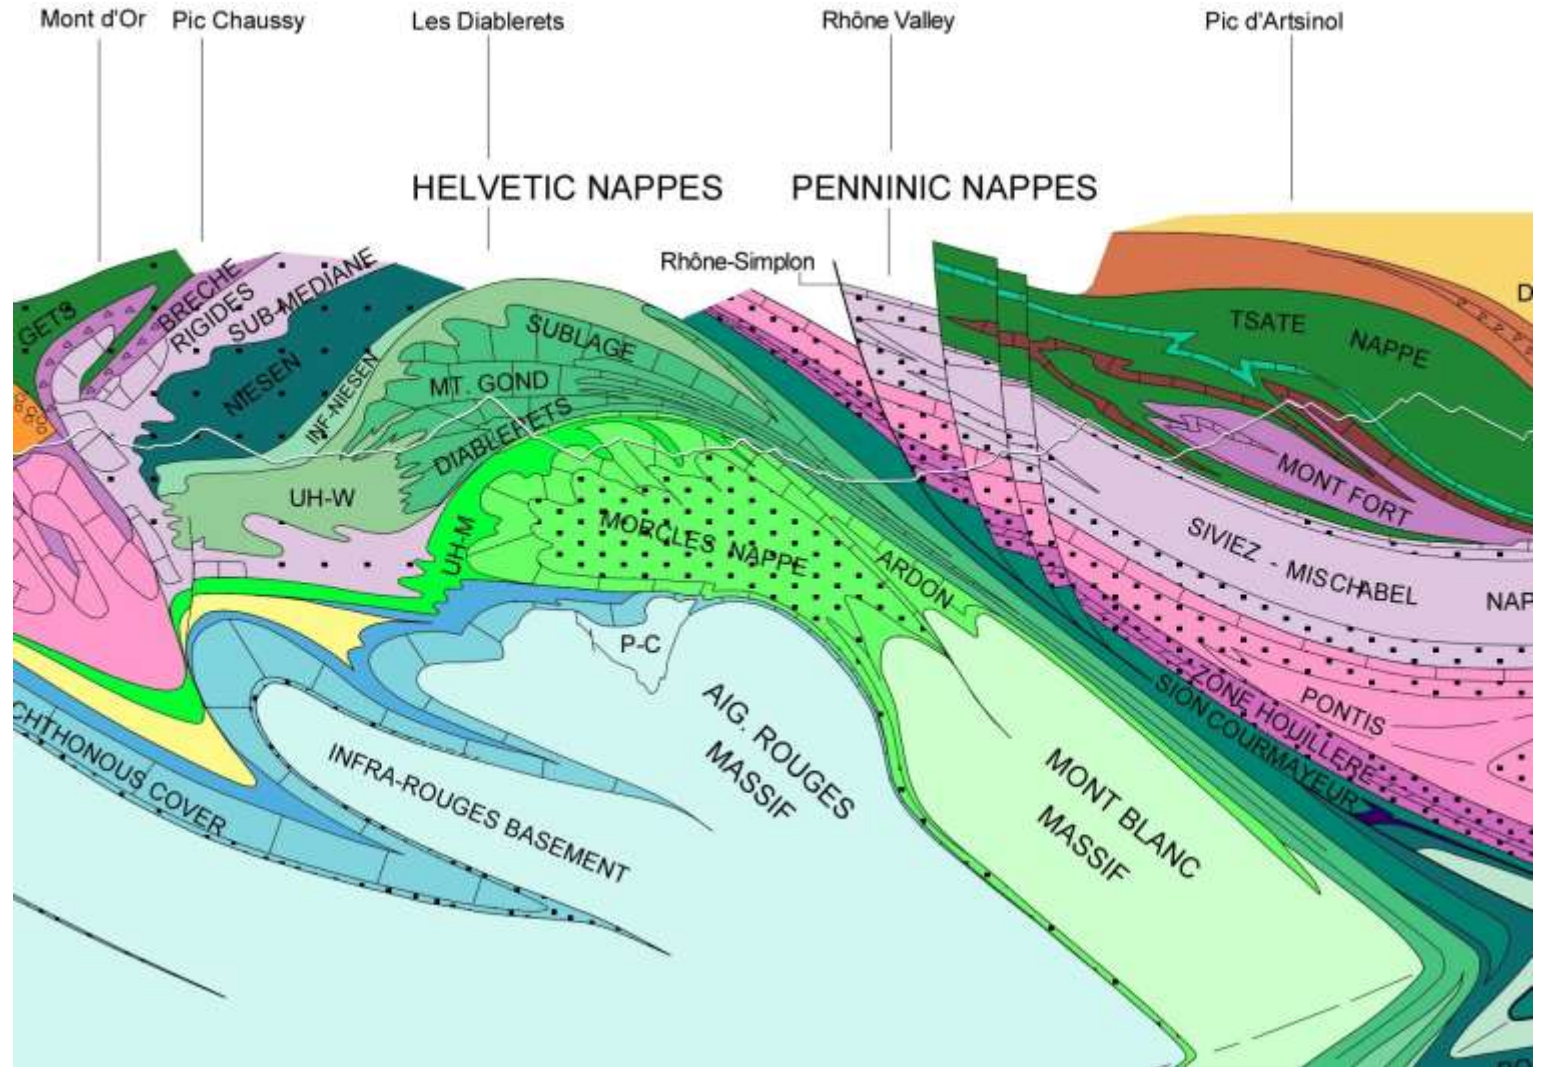 Mont d'Or
Pic Chaussy
Les Diablerets
Rhône Valley
Pic d'Artsinol
HELVETIC NAPPES
PENNINIC NAPPES
Rhône-Simplon
GETS
BRECHE
RIGIDES
SUB-MEDIANE
NIESEN
INF-NIESEN
SUBLAGE
MT. GOND
DIABLERETS
UH-W
UH-M
MORCLES NAPPE
ARDON
TSATE NAPPE
D
MONT FORT
SIVIEZ - MISCHABEL NAP
P-C
AIG. ROUGES
MASSIF
MONT BLANC
MASSIF
PONTIS
ZONE HOUILLERE
SION COURMAYEUR
INFRA-ROUGES BASEMENT
CHTHONOUS COVER